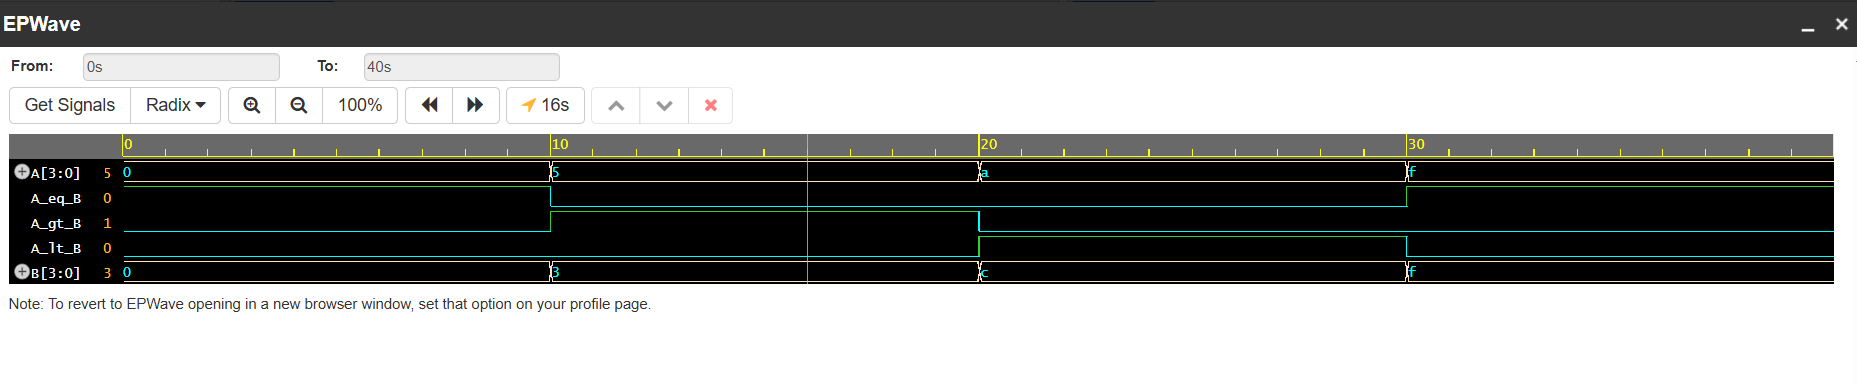 EPWave
From: 0s To: 40s
Get Signals Radix 100% 16s
0 10 20 30
A[3:0] 5 0 5 a f
A_eq_B 0
A_gt_B 1
A_lt_B 0
B[3:0] 3 0 3 c f
Note: To revert to EPWave opening in a new browser window, set that option on your profile page.